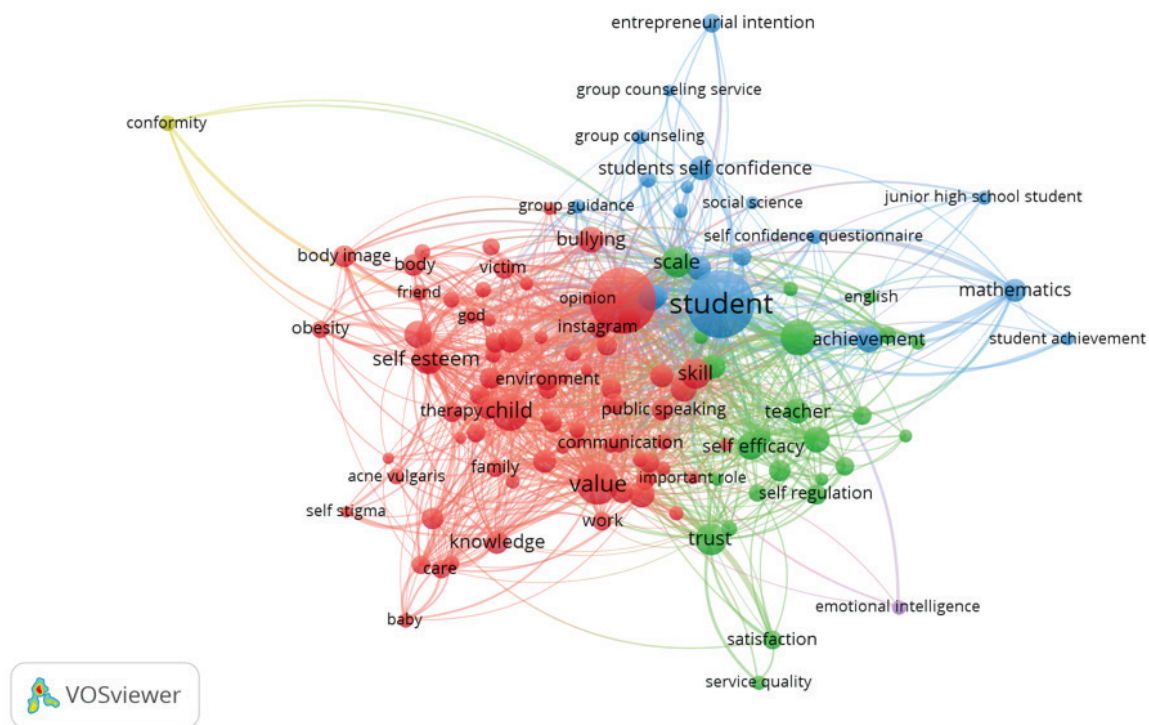 entrepreneurial intention
group counseling service
conformity
group counseling
students self confidence
junior high school student
social science
group guidance
self confidence questionnaire
bullying
body image
body
victim
scale
mathematics
friend
opinion
student
english
god
obesity
instagram
achievement
student achievement
self esteem
skill
environment
therapy
child
public speaking
teacher
communication
self efficacy
family
acne vulgaris
value
important role
self regulation
self stigma
work
knowledge
trust
care
baby
emotional intelligence
satisfaction
service quality
VOSviewer